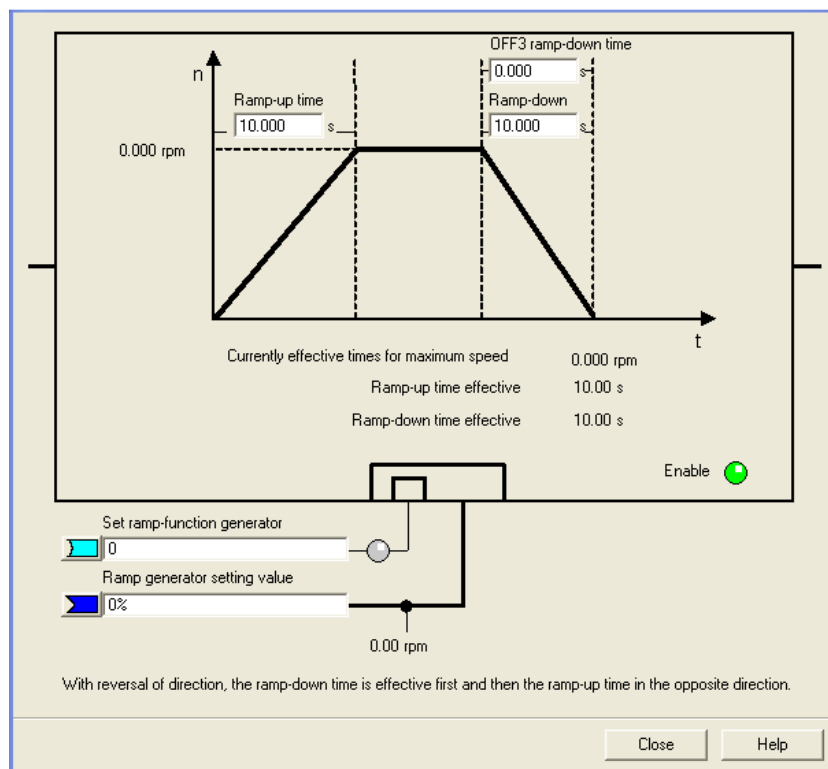 OFF3 ramp-down time
n
0.000 s
Ramp-up time
Ramp-down
10.000 s
10.000 s
0.000 rpm
t
Currently effective times for maximum speed 0.000 rpm
Ramp-up time effective 10.00 s
Ramp-down time effective 10.00 s
Enable
Set ramp-function generator
0
Ramp generator setting value
0%
0.00 rpm
With reversal of direction, the ramp-down time is effective first and then the ramp-up time in the opposite direction.
Close
Help